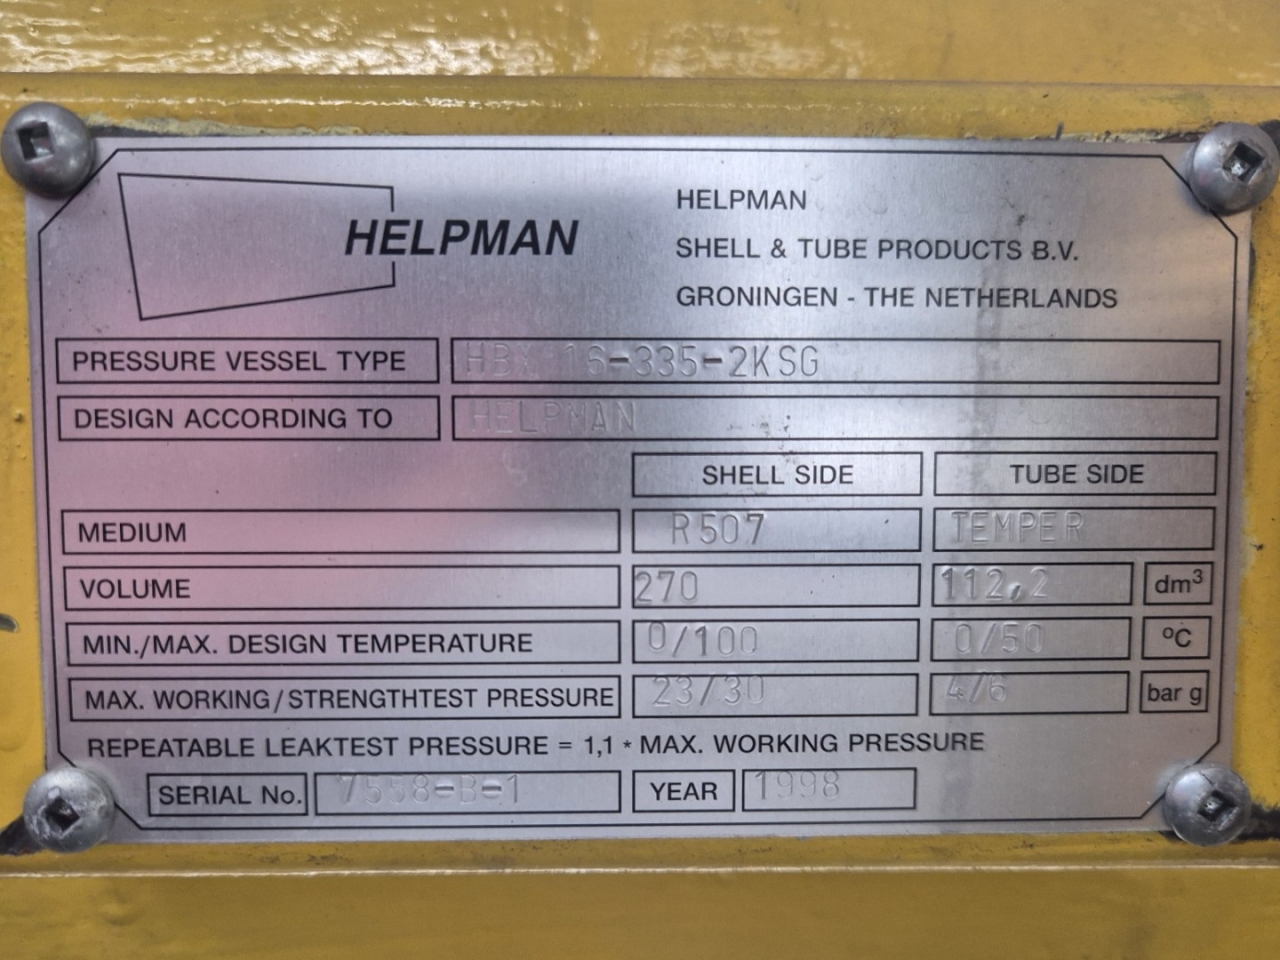 HELPMAN
HELPMAN
SHELL & TUBE PRODUCTS B.V.
GRONINGEN - THE NETHERLANDS
PRESSURE VESSEL TYPE HBX 16-335-2KSG
DESIGN ACCORDING TO HELPMAN
SHELL SIDE TUBE SIDE
MEDIUM R507 TEMPER
VOLUME 270 112,2 dm³
MIN./MAX. DESIGN TEMPERATURE 0/100 0/50 ºC
MAX. WORKING/STRENGTHTEST PRESSURE 23/30 4/6 bar g
REPEATABLE LEAKTEST PRESSURE = 1,1 * MAX. WORKING PRESSURE
SERIAL No. 7558-B-1 YEAR 1998